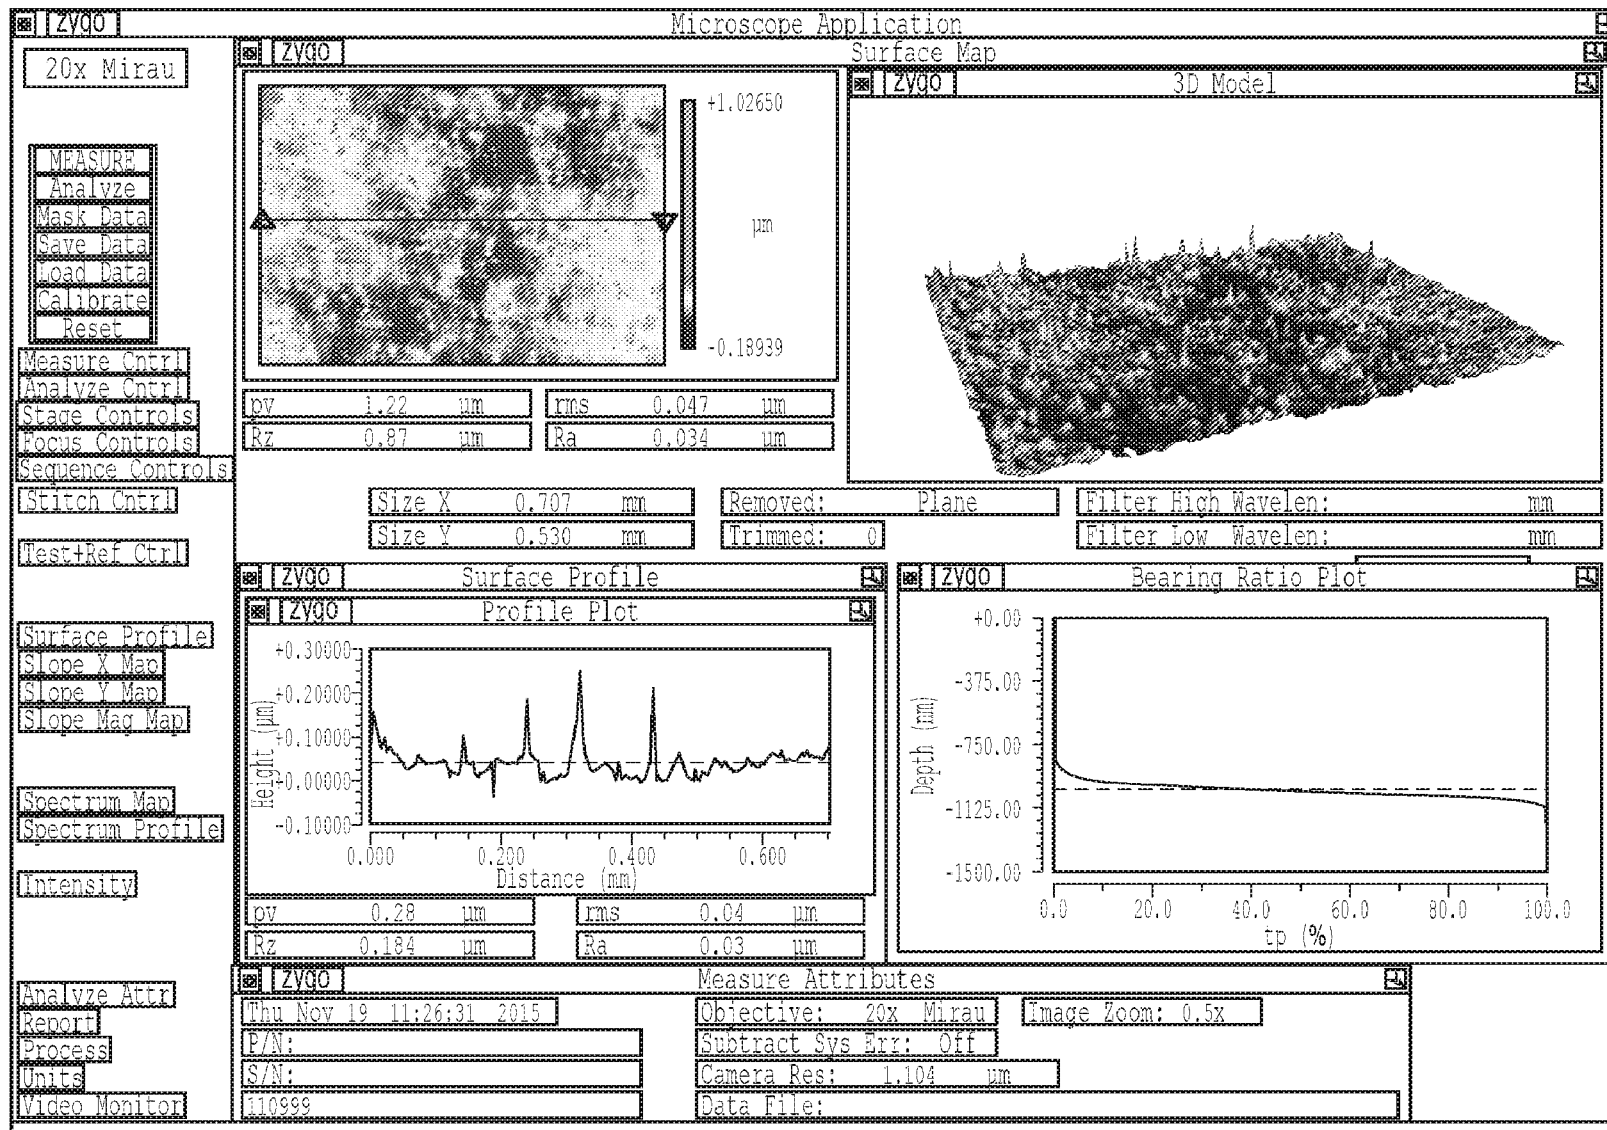 zygo Microscope Application
20x Mirau
MEASURE
Analyze
Mask Data
Save Data
Load Data
Calibrate
Reset
Measure Cntrl
Analyze Cntrl
Stage Controls
Focus Controls
Sequence Controls
Stitch Cntrl
Test+Ref Ctrl
Surface Profile
Slope X Map
Slope Y Map
Slope Mag Map
Spectrum Map
Spectrum Profile
Intensity
Analyze Attr
Report
Process
Units
Video Monitor
zygo Surface Map
+1.02650
µm
-0.18939
pv 1.22 µm
rms 0.047 µm
Rz 0.87 µm
Ra 0.034 µm
zygo 3D Model
Size X 0.707 mm
Removed: Plane
Filter High Wavelen: mm
Size Y 0.530 mm
Trimmed: 0
Filter Low Wavelen: mm
zygo Surface Profile
zygo Profile Plot
+0.30000
+0.20000
+0.10000
+0.00000
-0.10000
Height (µm)
0.000 0.200 0.400 0.600
Distance (mm)
pv 0.28 µm
rms 0.04 µm
Rz 0.184 µm
Ra 0.03 µm
zygo Bearing Ratio Plot
+0.00
-375.00
-750.00
-1125.00
-1500.00
Depth (nm)
0.0 20.0 40.0 60.0 80.0 100.0
tp (%)
zygo Measure Attributes
Thu Nov 19 11:26:31 2015
Objective: 20x Mirau
Image Zoom: 0.5x
P/N:
Subtract Sys Err: Off
S/N:
Camera Res: 1.104 µm
110999
Data File: